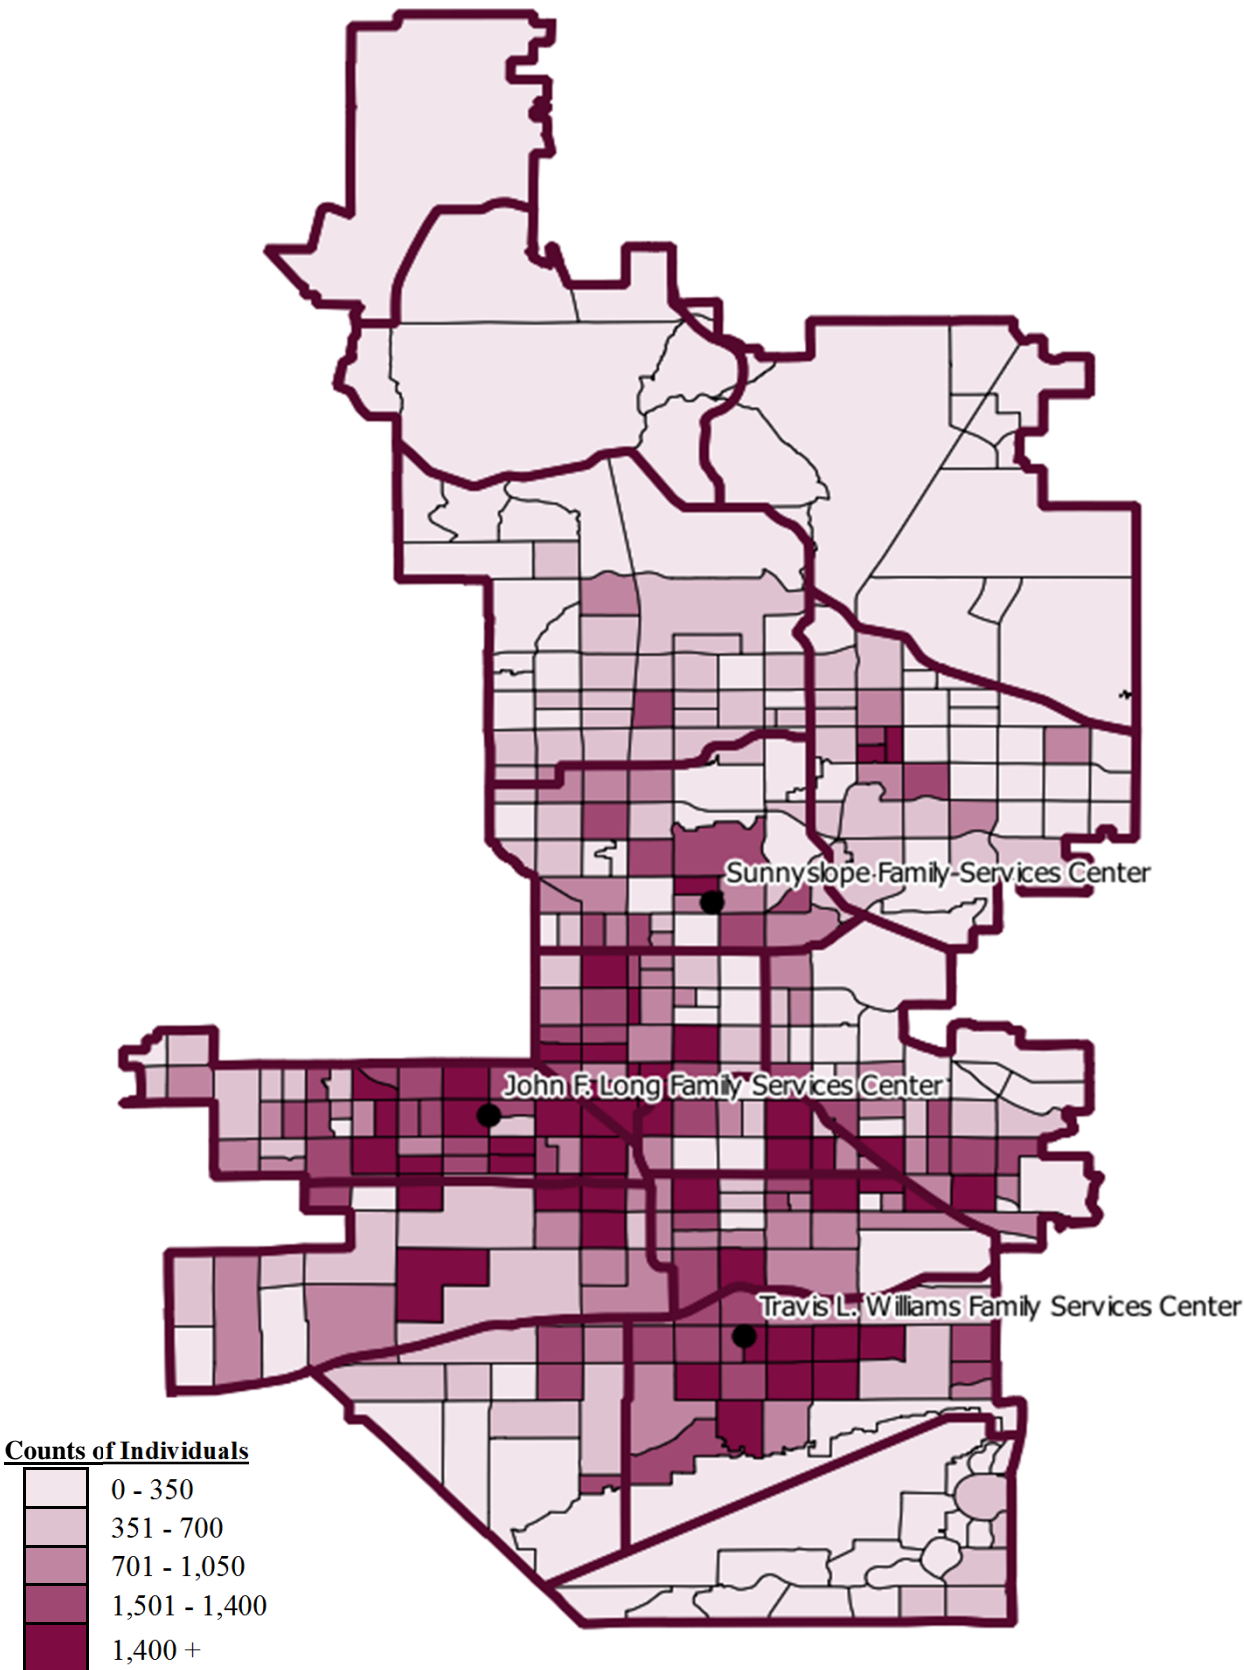 Sunnyslope Family Services Center
John F. Long Family Services Center
Travis L. Williams Family Services Center
Counts of Individuals
0 - 350
351 - 700
701 - 1,050
1,501 - 1,400
1,400 +